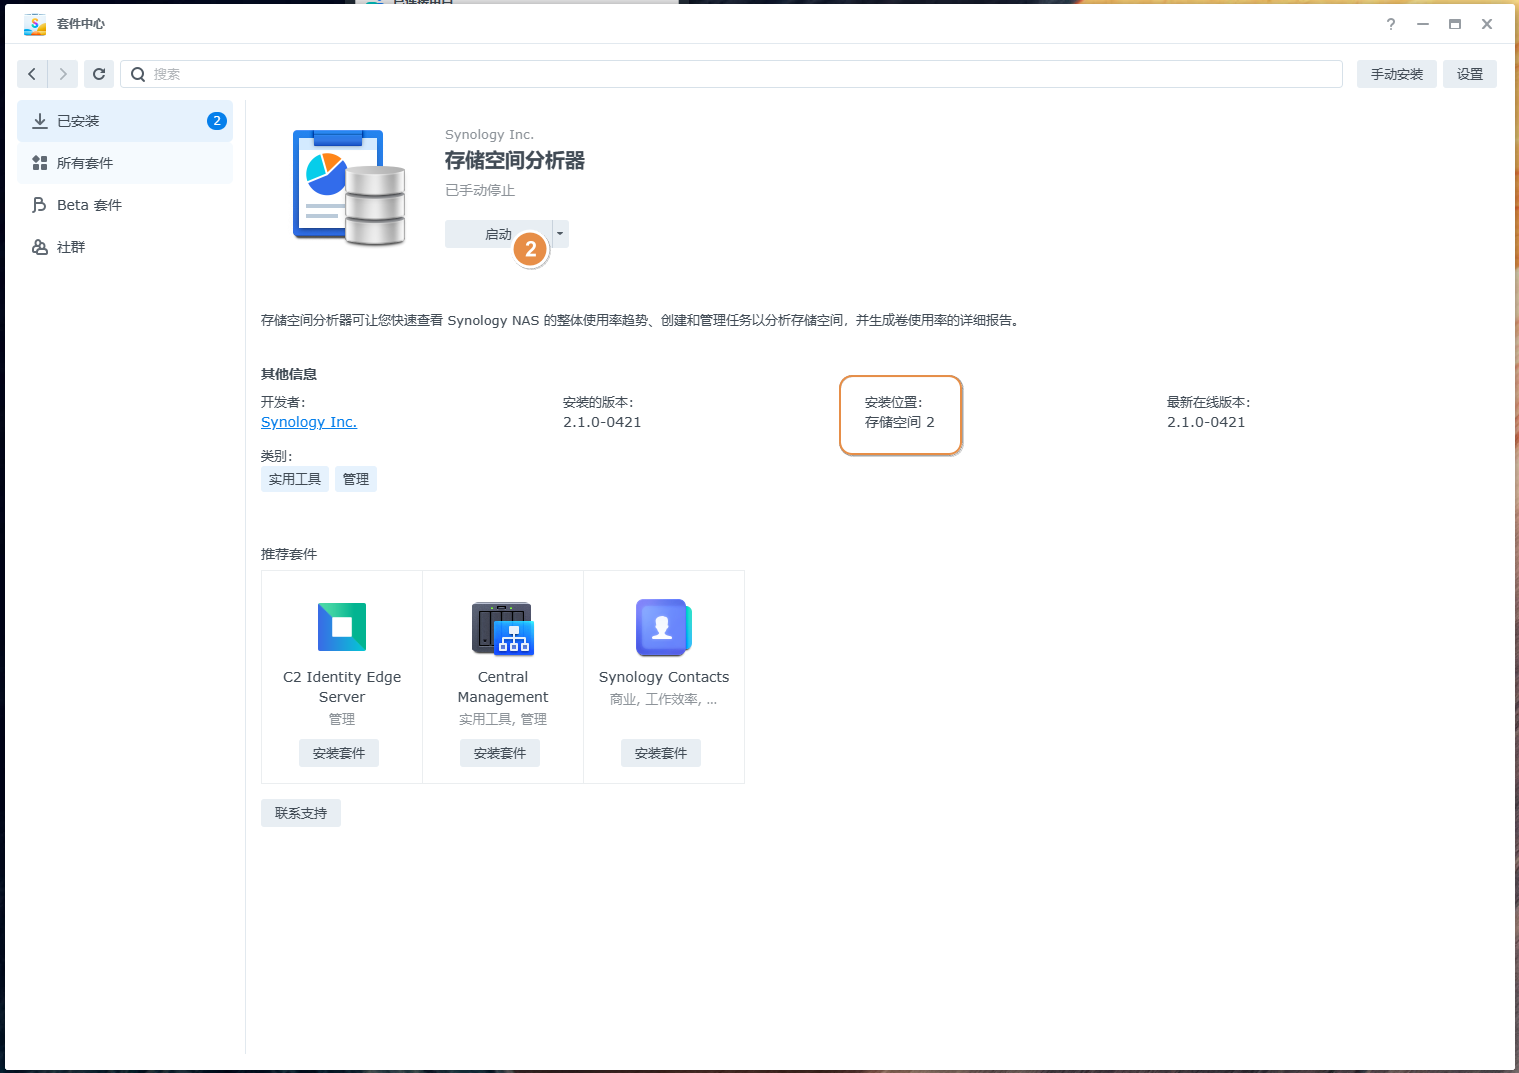 套件中心
搜索
手动安装
设置
已安装
2
所有套件
Beta 套件
社群
Synology Inc.
存储空间分析器
已手动停止
启动
2
存储空间分析器可让您快速查看 Synology NAS 的整体使用率趋势、创建和管理任务以分析存储空间，并生成卷使用率的详细报告。
其他信息
开发者:
Synology Inc.
安装的版本:
2.1.0-0421
安装位置:
存储空间 2
最新在线版本:
2.1.0-0421
类别:
实用工具
管理
推荐套件
C2 Identity Edge
Server
管理
安装套件
Central
Management
实用工具, 管理
安装套件
Synology Contacts
商业, 工作效率, ...
安装套件
联系支持